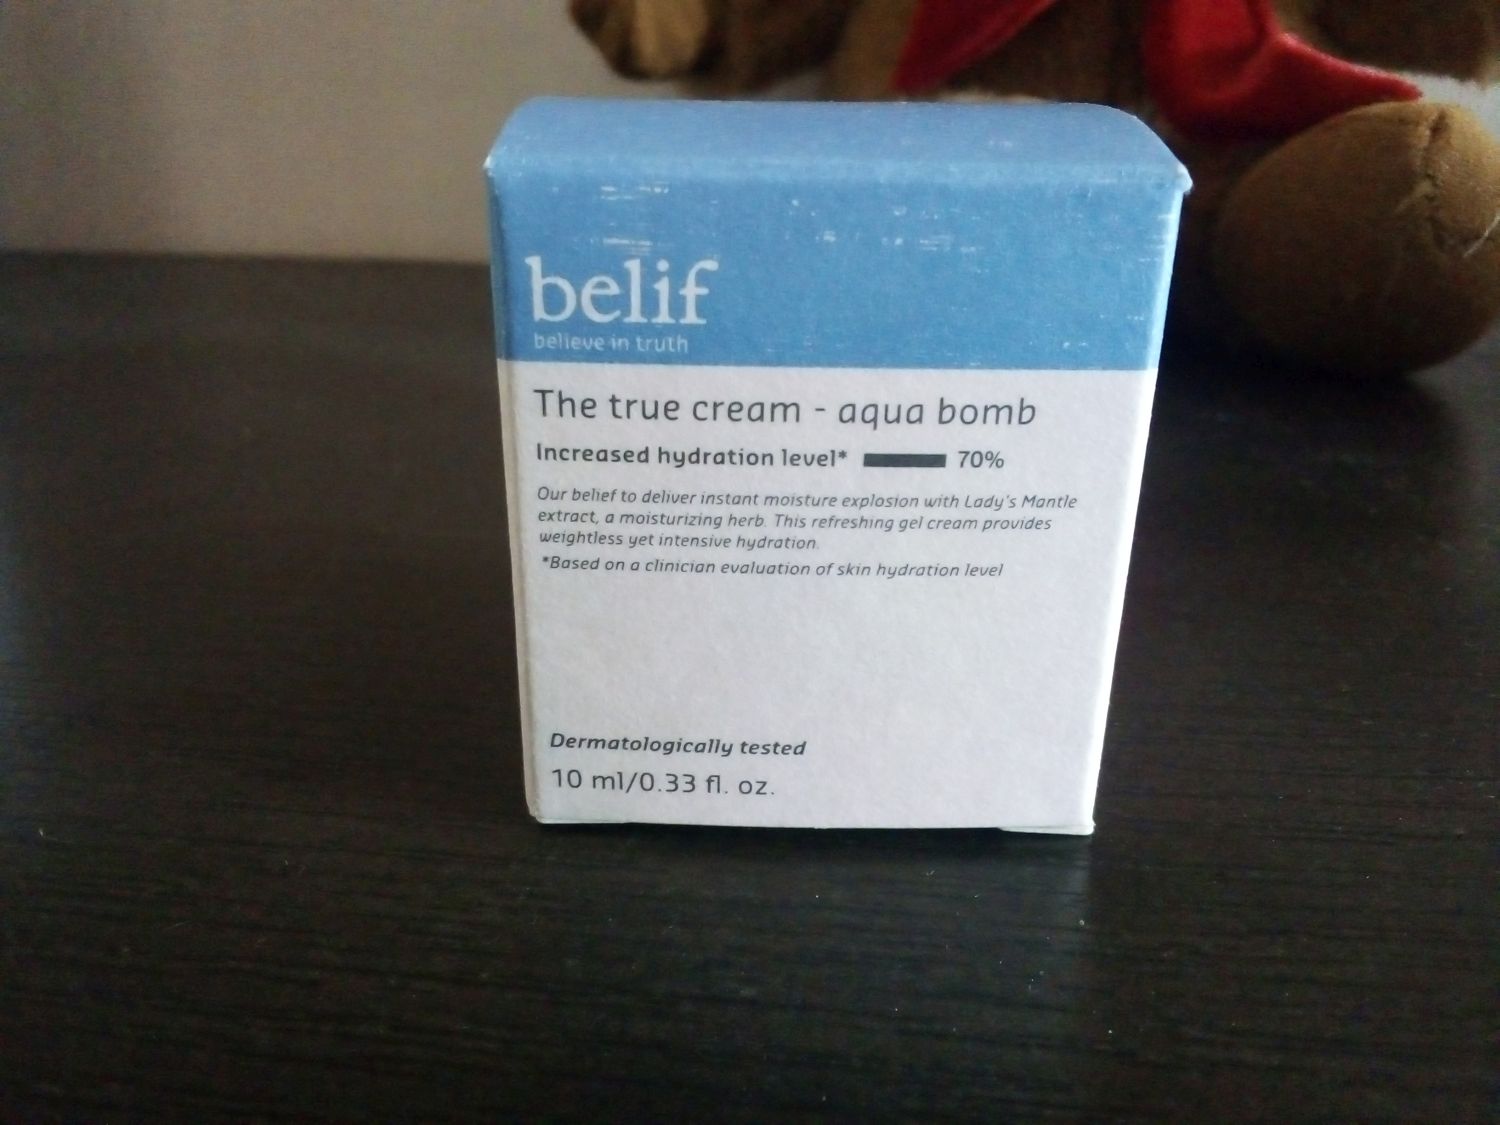 belif
believe in truth
The true cream - aqua bomb
Increased hydration level* 70%
Our belief to deliver instant moisture explosion with Lady's Mantle
extract, a moisturizing herb. This refreshing gel cream provides
weightless yet intensive hydration.
*Based on a clinician evaluation of skin hydration level
Dermatologically tested
10 ml/0.33 fl. oz.